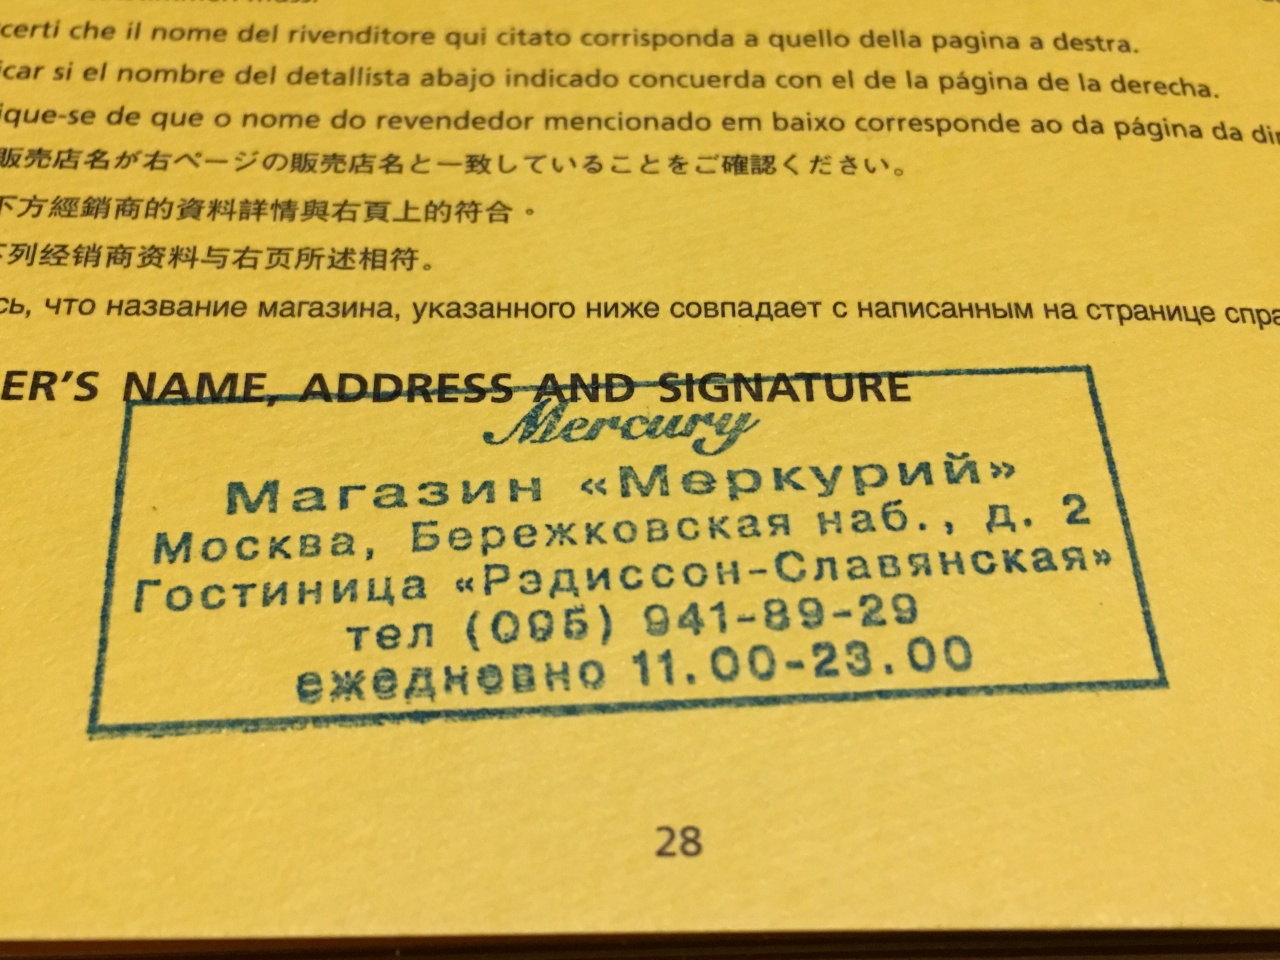 certi che il nome del rivenditore qui citato corrisponda a quello della pagina a destra.
icar si el nombre del detallista abajo indicado concuerda con el de la página de la derecha.
ique-se de que o nome do revendedor mencionado em baixo corresponde ao da página da
販売店名が右ページの販売店名と一致していることをご確認ください。
下方經銷商的資料詳情與右頁上的符合。
下列经销商资料与右页所述相符。
сь, что название магазина, указанного ниже совпадает с написанным на странице спра
ER'S NAME, ADDRESS AND SIGNATURE
Mercury
Магазин «Меркурий»
Москва, Бережковская наб., д. 2
Гостиница «Рэдиссон-Славянская»
тел (095) 941-89-29
ежедневно 11.00-23.00
28